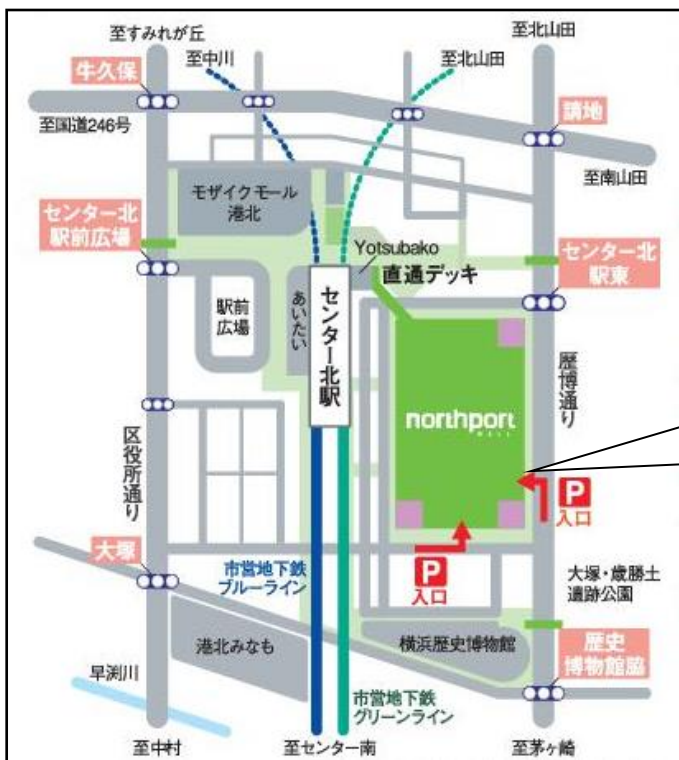 至すみれが丘
至北山田
至中川
至北山田
牛久保
請地
至国道246号
至南山田
モザイクモール
港北
センター北
駅前広場
Yotsubako
直通デッキ
センター北
駅東
駅前
広場
あいたい
センター北駅
歴博通り
northport
MALL
区役所通り
P
入口
P
入口
大塚
市営地下鉄
ブルーライン
大塚・歳勝土
遺跡公園
港北みなも
横浜歴史博物館
歴史
博物館脇
早渕川
市営地下鉄
グリーンライン
至中村
至センター南
至茅ヶ崎